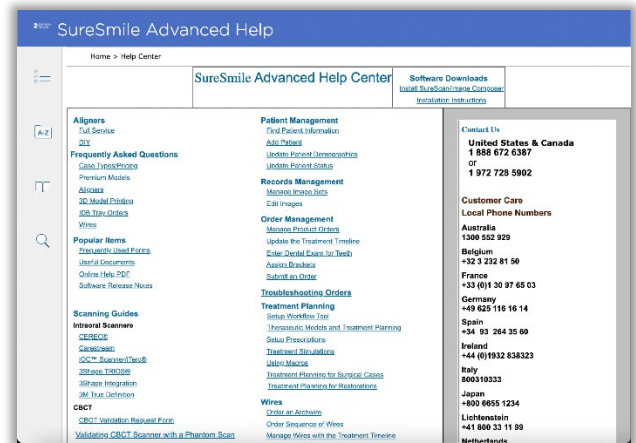 SureSmile Advanced Help
Home > Help Center
SureSmile Advanced Help Center
Software Downloads
Install SureScan/Image Composer
Installation Instructions
A-Z
Aligners
Full Service
DIY
Frequently Asked Questions
Case Types/Pricing
Premium Models
Aligners
3D Model Printing
IDB Tray Orders
Wires
Popular Items
Frequently Used Forms
Useful Documents
Online Help PDF
Software Release Notes
Scanning Guides
Intraoral Scanners
CEREC®
Carestream
iOC™ Scanner/iTero®
3Shape TRIOS®
3Shape Integration
3M True Definition
CBCT
CBCT Validation Request Form
Validating CBCT Scanner with a Phantom Scan
Patient Management
Find Patient Information
Add Patient
Update Patient Demographics
Update Patient Status
Records Management
Manage Image Sets
Edit Images
Order Management
Manage Product Orders
Update the Treatment Timeline
Enter Dental Exam for Teeth
Assign Brackets
Submit an Order
Troubleshooting Orders
Treatment Planning
Setup Workflow Tool
Therapeutic Models and Treatment Planning
Setup Prescriptions
Treatment Simulations
Using Macros
Treatment Planning for Surgical Cases
Treatment Planning for Restorations
Wires
Order an Archwire
Order Sequence of Wires
Manage Wires with the Treatment Timeline
Contact Us
United States & Canada
1 888 672 6387
or
1 972 728 5902
Customer Care
Local Phone Numbers
Australia
1300 552 929
Belgium
+32 3 232 81 50
France
+33 (0)1 30 97 65 03
Germany
+49 625 116 16 14
Spain
+34 93 264 35 60
Ireland
+44 (0)1932 838323
Italy
800310333
Japan
+800 6655 1234
Lichtenstein
+41 800 33 11 99
Netherlands